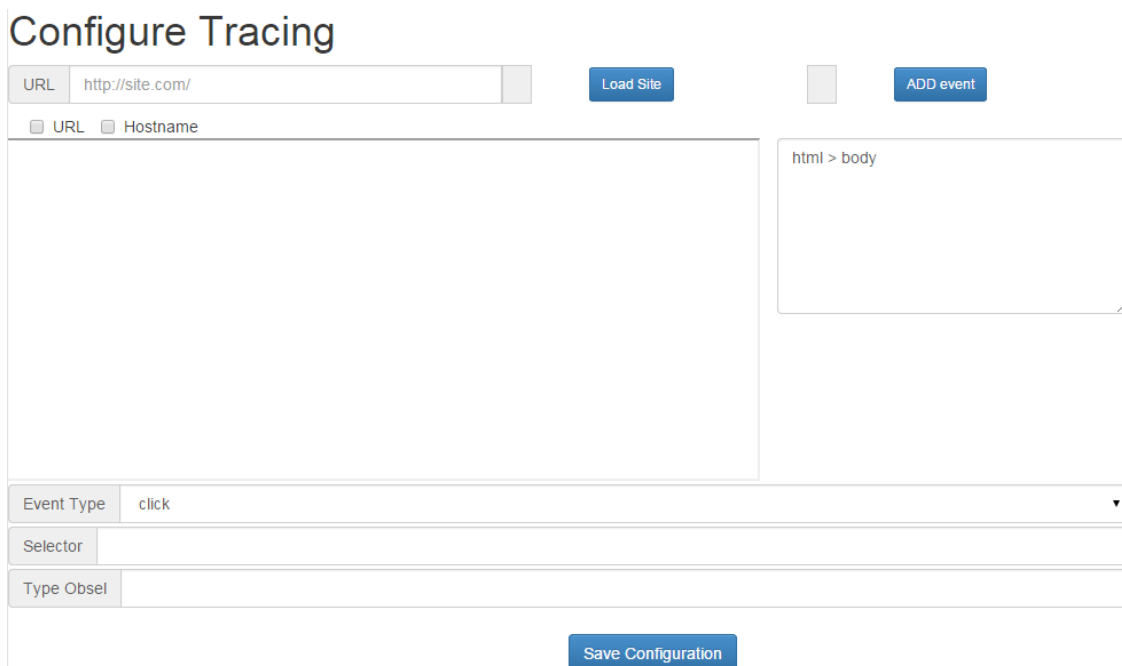 Configure Tracing
URL http://site.com/ Load Site ADD event
URL Hostname
html > body
Event Type click
Selector
Type Obsel
Save Configuration